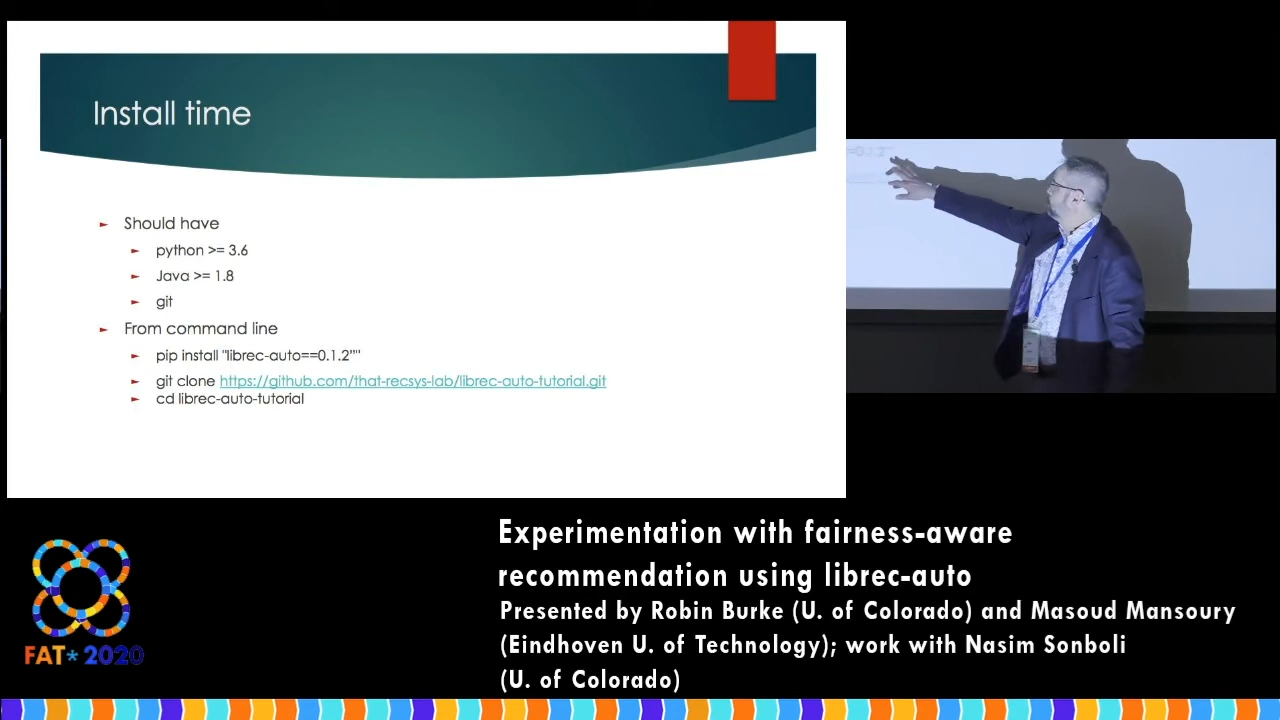 Install time
Should have
python >= 3.6
Java >= 1.8
git
From command line
pip install "librec-auto==0.1.2”"
git clone https://github.com/that-recsys-lab/librec-auto-tutorial.git
cd librec-auto-tutorial
Experimentation with fairness-aware
recommendation using librec-auto
Presented by Robin Burke (U. of Colorado) and Masoud Mansoury
(Eindhoven U. of Technology); work with Nasim Sonboli
(U. of Colorado)
FAT* 2020